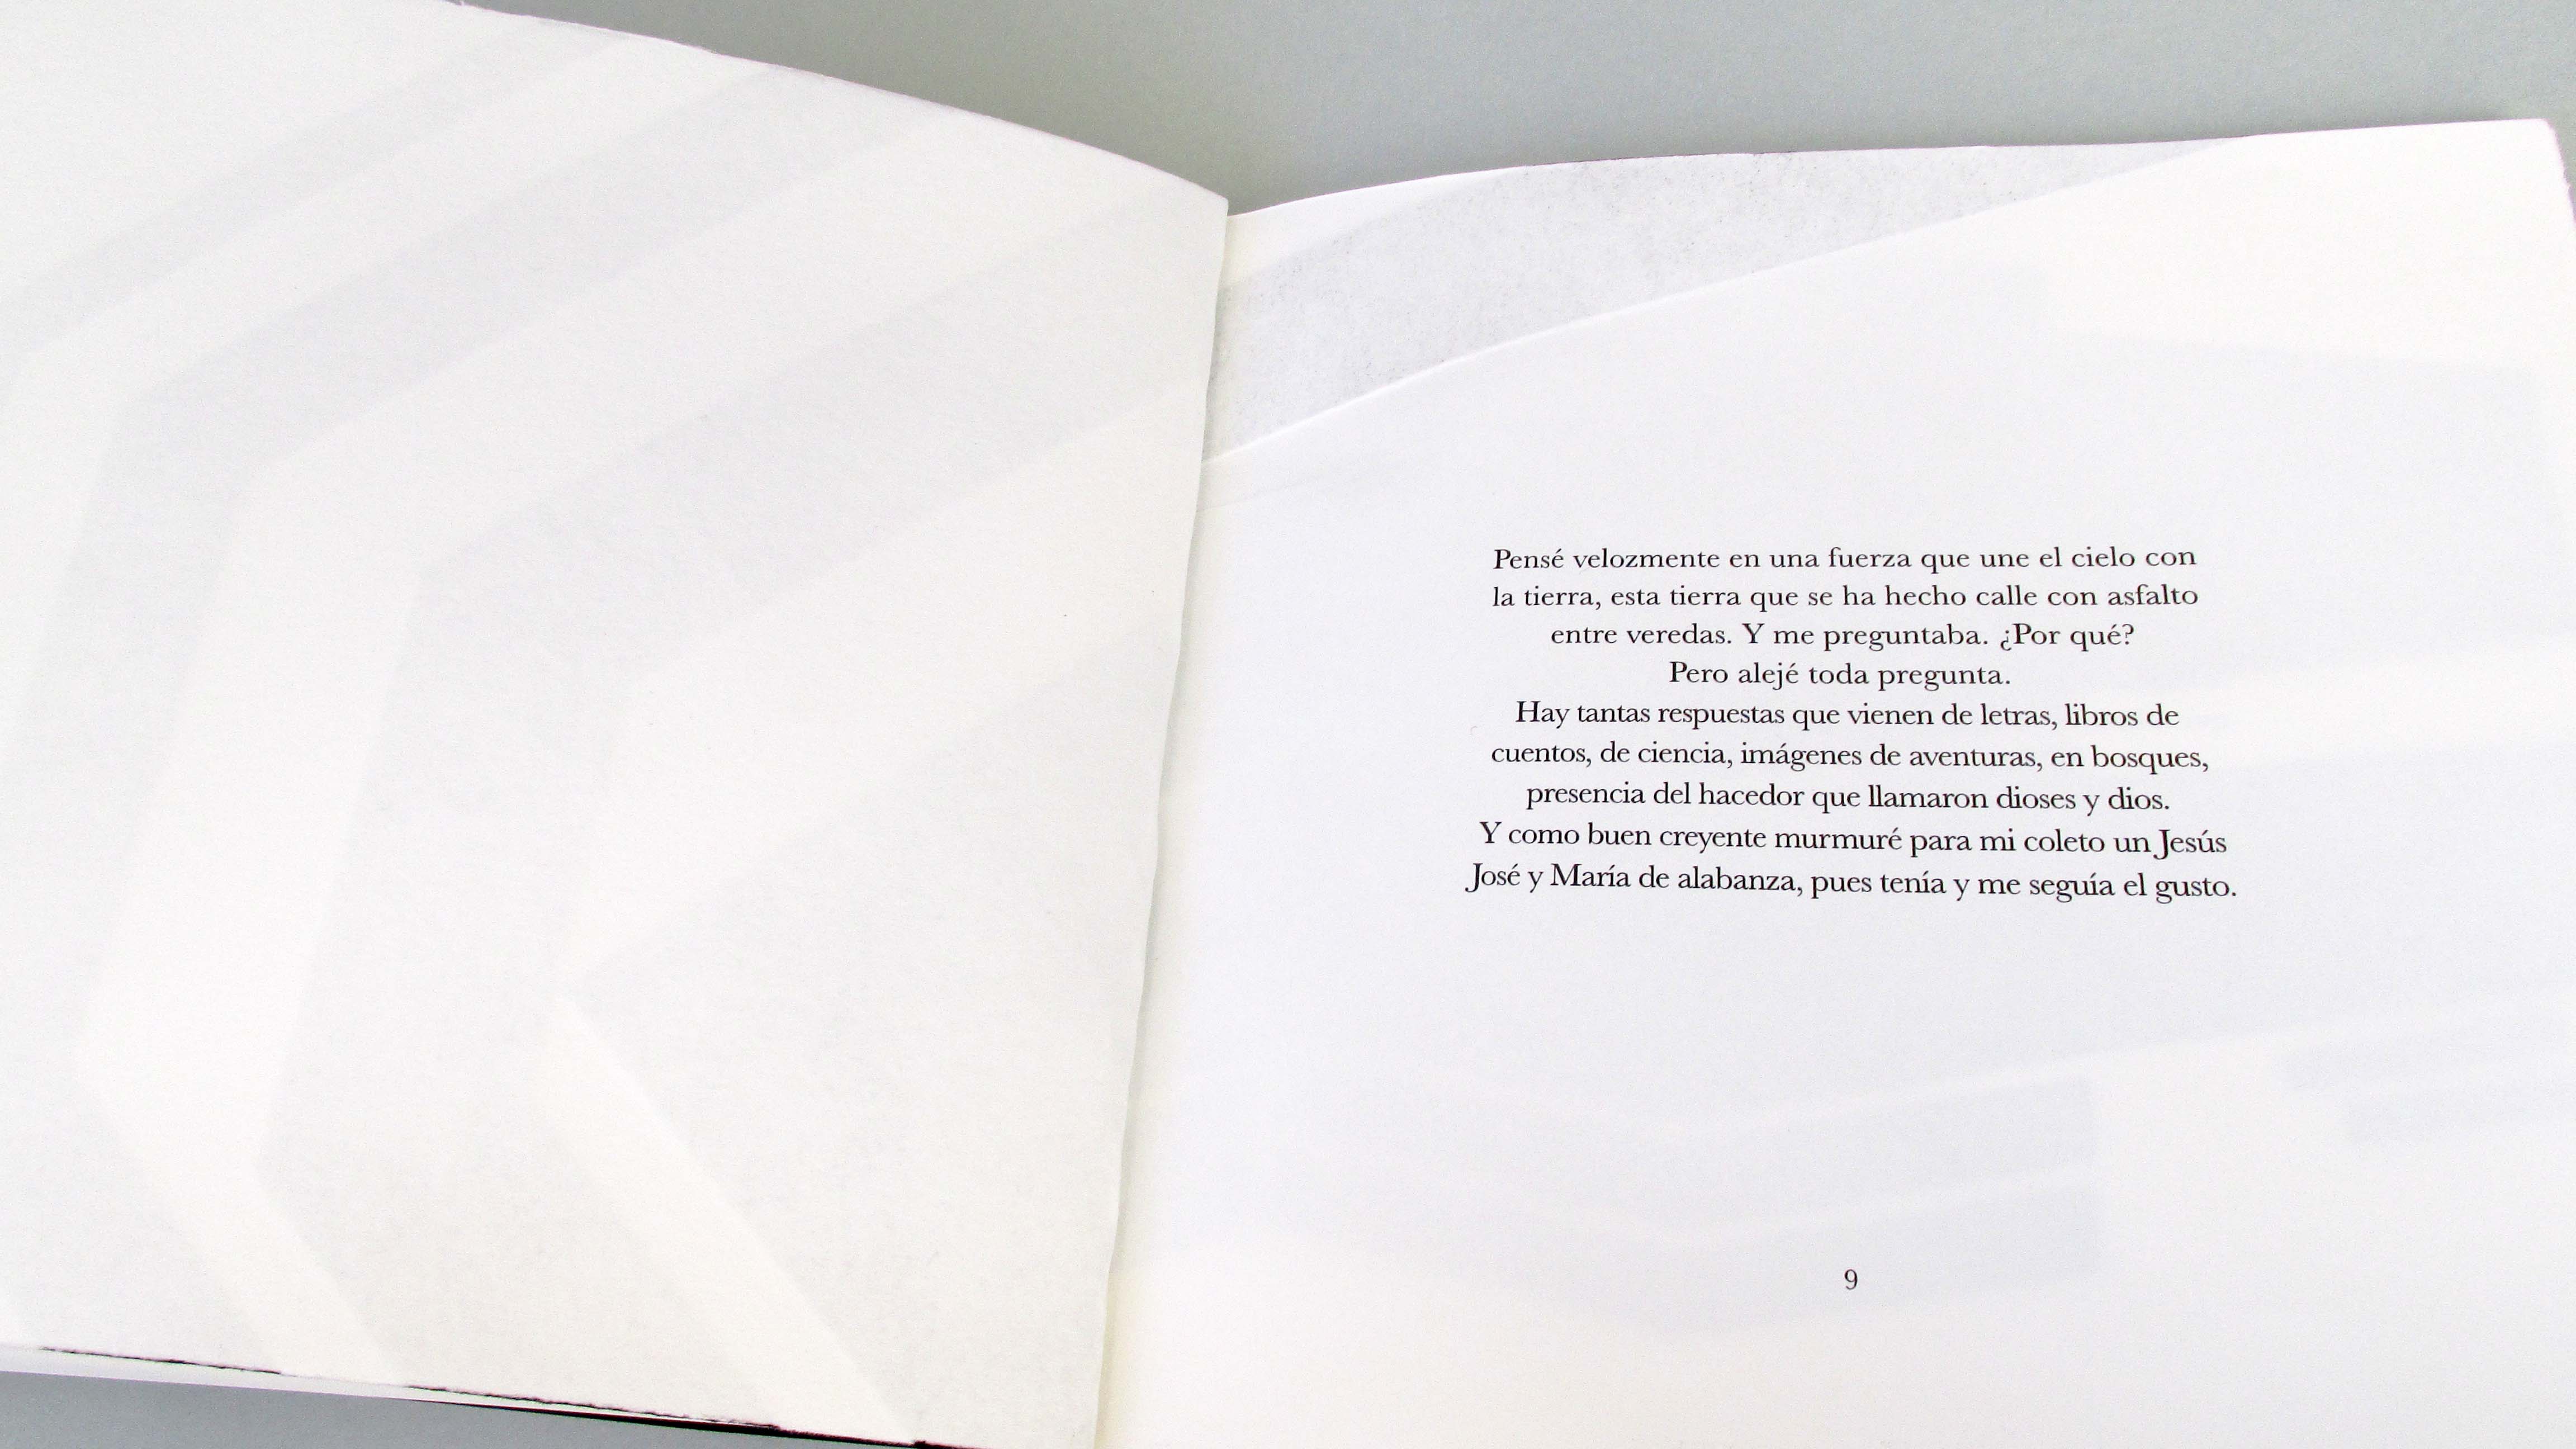 Pensé velozmente en una fuerza que une el cielo con
la tierra, esta tierra que se ha hecho calle con asfalto
entre veredas. Y me preguntaba. ¿Por qué?
Pero alejé toda pregunta.
Hay tantas respuestas que vienen de letras, libros de
cuentos, de ciencia, imágenes de aventuras, en bosques,
presencia del hacedor que llamaron dioses y dios.
Y como buen creyente murmuré para mi coleto un Jesús
José y María de alabanza, pues tenía y me seguía el gusto.
9